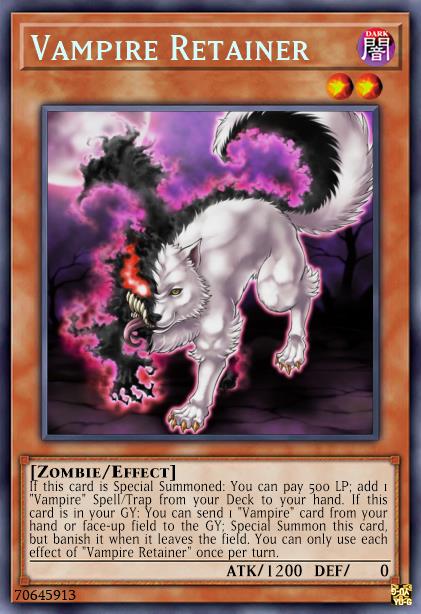 Vampire Retainer
DARK
闇
[Zombie/Effect]
If this card is Special Summoned: You can pay 500 LP; add 1
"Vampire" Spell/Trap from your Deck to your hand. If this
card is in your GY: You can send 1 "Vampire" card from your
hand or face-up field to the GY; Special Summon this card,
but banish it when it leaves the field. You can only use each
effect of "Vampire Retainer" once per turn.
ATK/1200 DEF/ 0
70645913